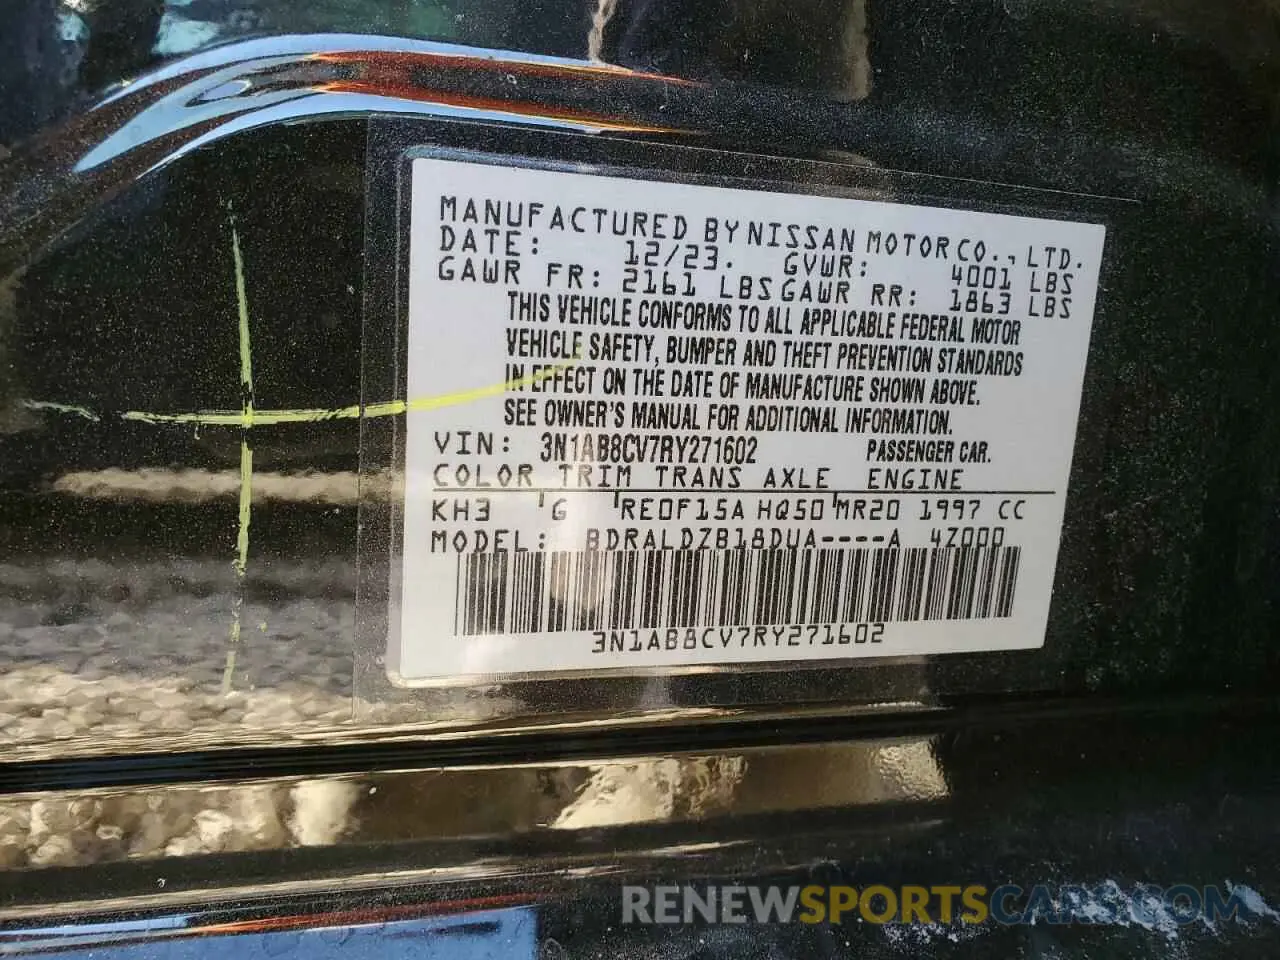 MANUFACTURED BY NISSAN MOTOR CO., LTD.
DATE: 12/23. GVWR: 4001 LBS
GAWR FR: 2161 LBS GAWR RR: 1863 LBS
THIS VEHICLE CONFORMS TO ALL APPLICABLE FEDERAL MOTOR
VEHICLE SAFETY, BUMPER AND THEFT PREVENTION STANDARDS
IN EFFECT ON THE DATE OF MANUFACTURE SHOWN ABOVE.
SEE OWNER'S MANUAL FOR ADDITIONAL INFORMATION.
VIN: 3N1AB8CV7RY271602 PASSENGER CAR.
COLOR TRIM TRANS AXLE ENGINE
KH3 G RE0F15A HQ50 MR20 1997 CC
MODEL: BDRALDZB18DUA----A 4Z000
3N1AB8CV7RY271602
RENEWSPORTSCARS.COM